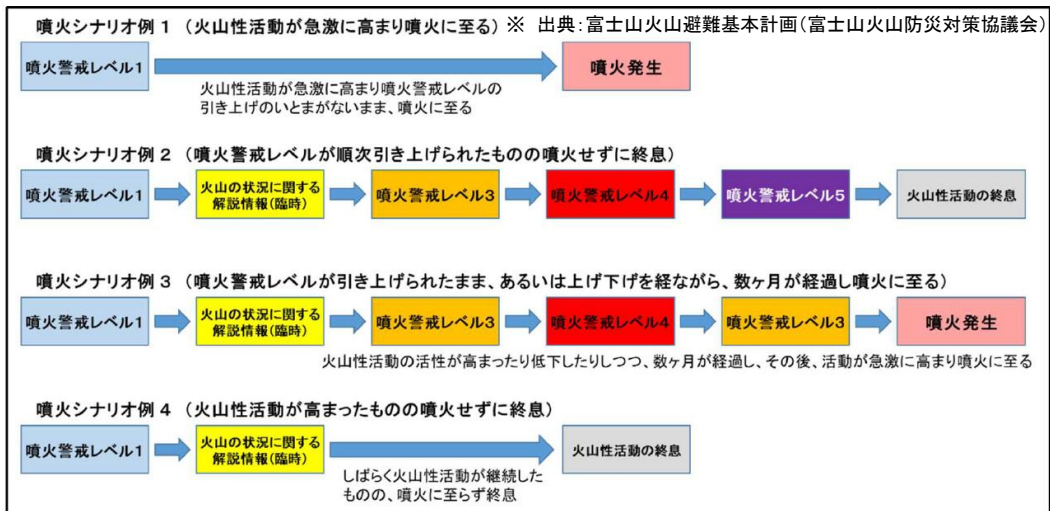 噴火シナリオ例 1 （火山性活動が急激に高まり噴火に至る） ※ 出典：富士山火山避難基本計画(富士山火山防災対策協議会)
噴火警戒レベル1
噴火発生
火山性活動が急激に高まり噴火警戒レベルの
引き上げのいとまがないまま、噴火に至る
噴火シナリオ例 2 （噴火警戒レベルが順次引き上げられたものの噴火せずに終息）
噴火警戒レベル1
火山の状況に関する
解説情報(臨時)
噴火警戒レベル3
噴火警戒レベル4
噴火警戒レベル5
火山性活動の終息
噴火シナリオ例 3 （噴火警戒レベルが引き上げられたまま、あるいは上げ下げを経ながら、数ヶ月が経過し噴火に至る）
噴火警戒レベル1
火山の状況に関する
解説情報(臨時)
噴火警戒レベル3
噴火警戒レベル4
噴火警戒レベル3
噴火発生
火山性活動の活性が高まったり低下したりしつつ、数ヶ月が経過し、その後、活動が急激に高まり噴火に至る
噴火シナリオ例 4 （火山性活動が高まったものの噴火せずに終息）
噴火警戒レベル1
火山の状況に関する
解説情報(臨時)
火山性活動の終息
しばらく火山性活動が継続した
ものの、噴火に至らず終息